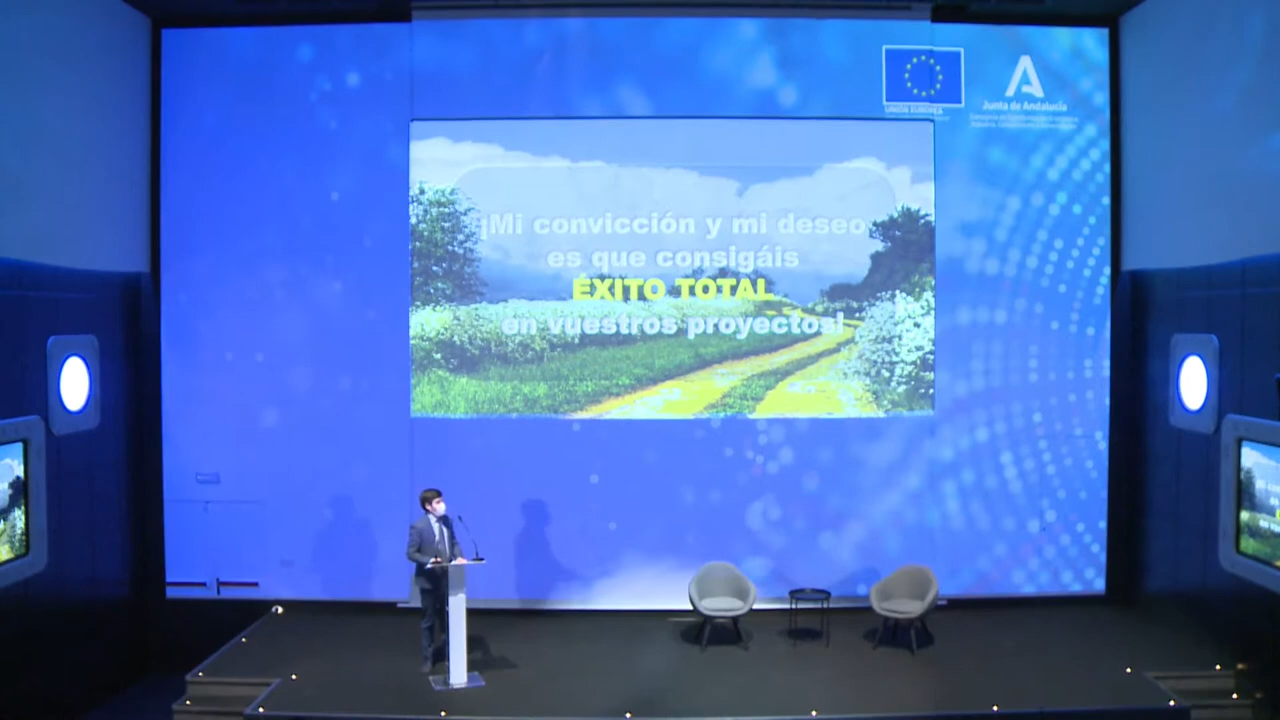 UNIÓN EUROPEA
Junta de Andalucía
¡Mi convicción y mi deseo
es que consigáis
ÉXITO TOTAL
en vuestros proyectos!